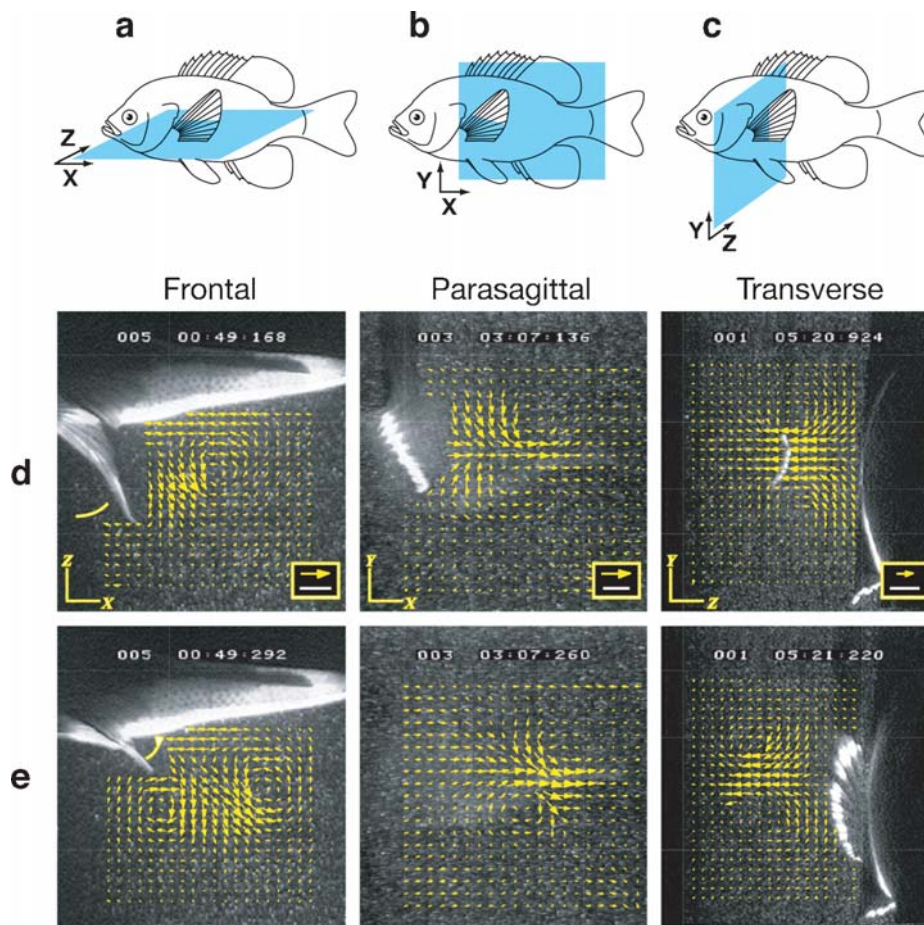 a b c
Z
X
Y
X
Y
Z
Frontal Parasagittal Transverse
d
005 00:49:168
003 03:07:136
001 05:20:924
Z
X
Y
X
Y
Z
e
005 00:49:292
003 03:07:260
001 05:21:220